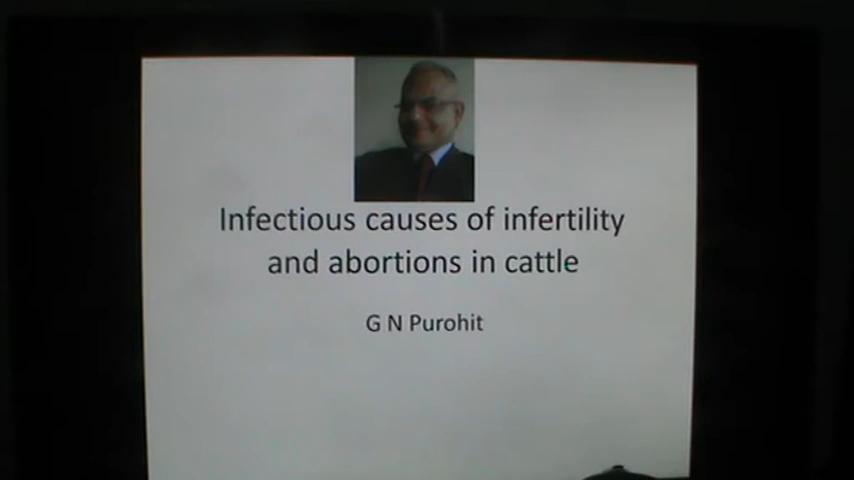 Infectious causes of infertility
and abortions in cattle
G N Purohit